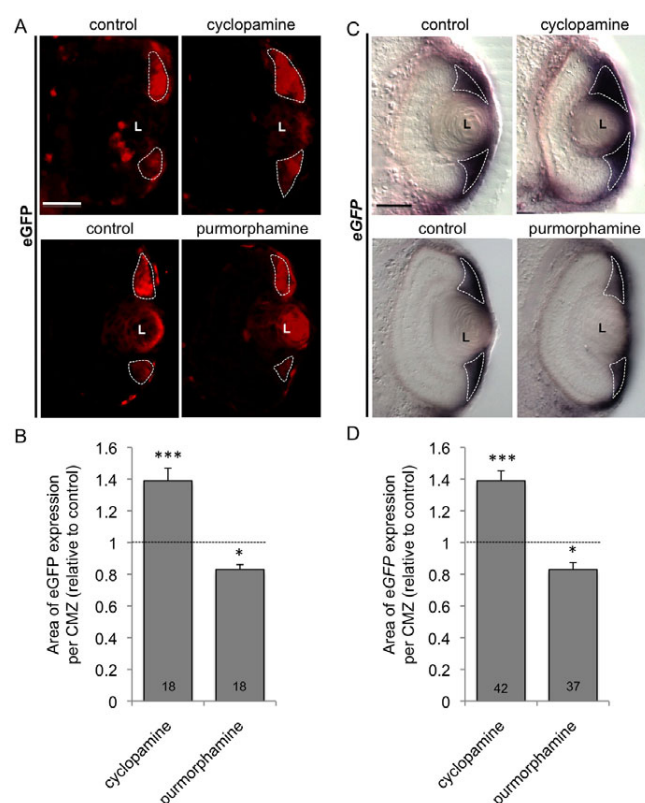 A
control
cyclopamine
L
L
eGFP
control
purmorphamine
L
L
C
control
cyclopamine
L
L
eGFP
control
purmorphamine
L
L
B
Area of eGFP expression
per CMZ (relative to control)
1.6
1.4
1.2
1
0.8
0.6
0.4
0.2
0
***
*
18
18
cyclopamine
purmorphamine
D
Area of eGFP expression
per CMZ (relative to control)
1.6
1.4
1.2
1
0.8
0.6
0.4
0.2
0
***
*
42
37
cyclopamine
purmorphamine